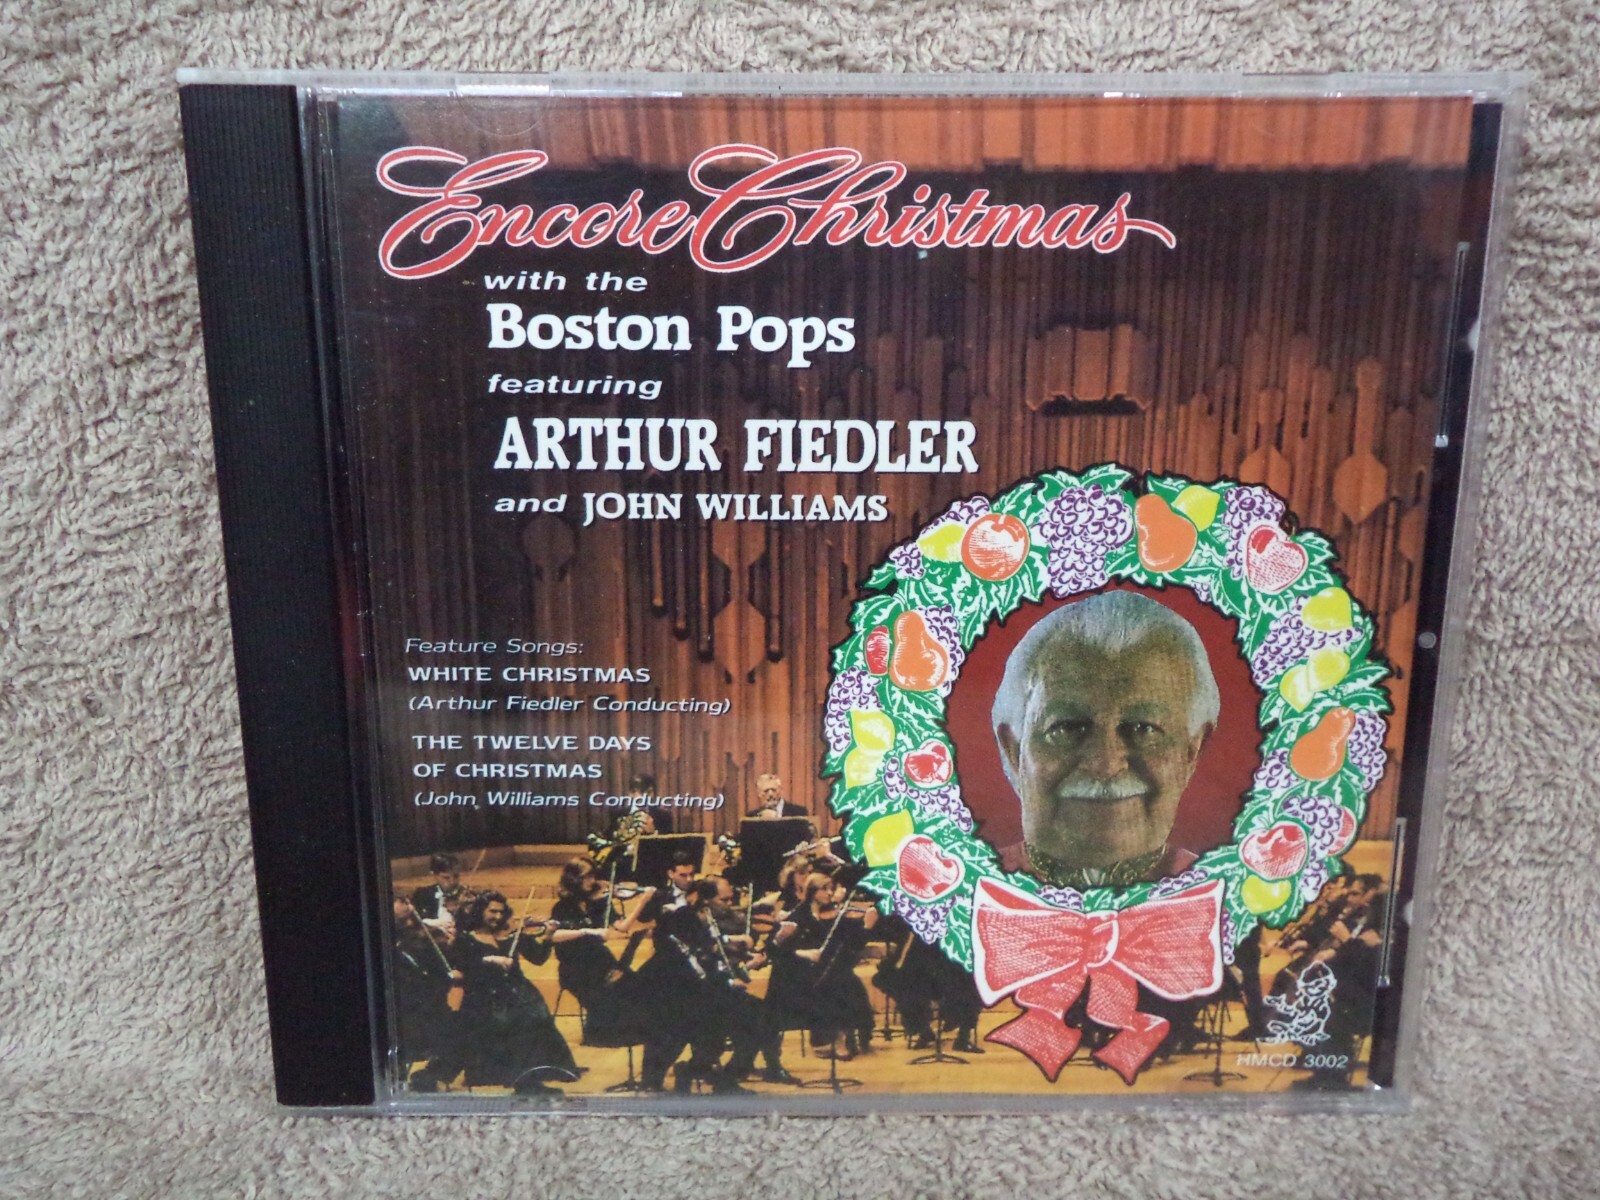 Encore Christmas
with the
Boston Pops
featuring
ARTHUR FIEDLER
and JOHN WILLIAMS
Feature Songs:
WHITE CHRISTMAS
(Arthur Fiedler Conducting)
THE TWELVE DAYS
OF CHRISTMAS
(John Williams Conducting)
HMCD 3002